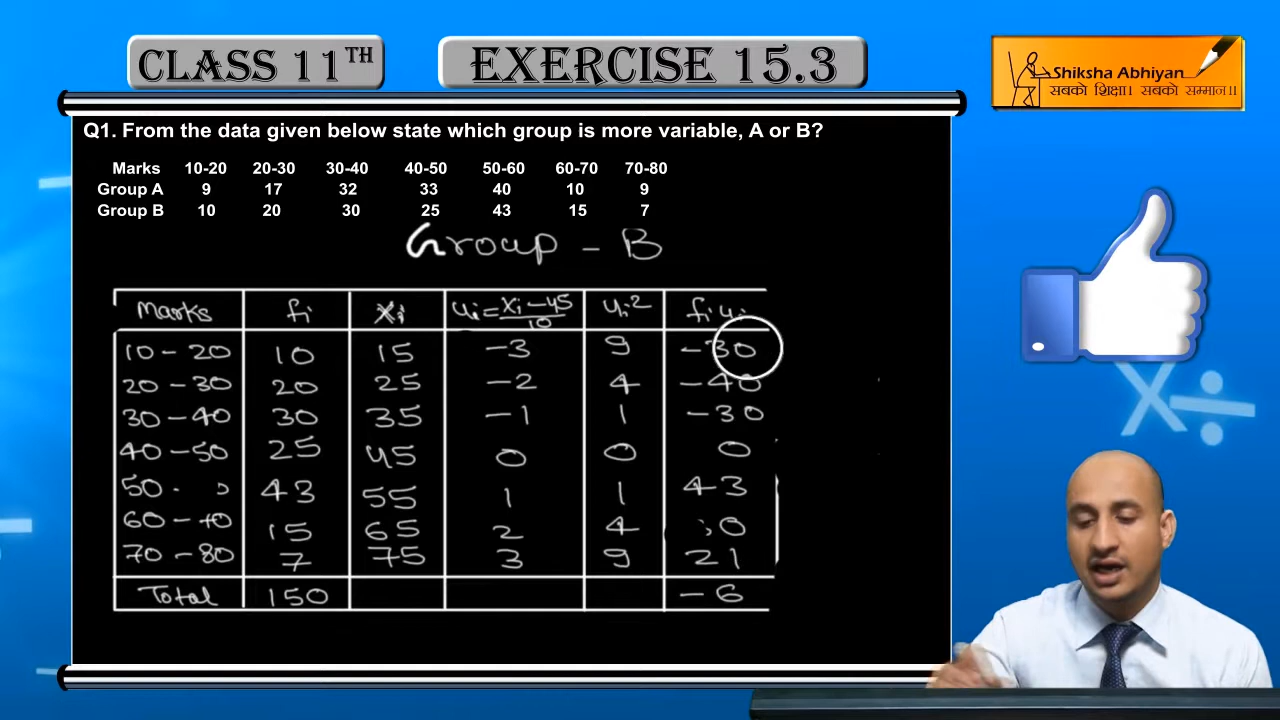 CLASS 11TH
EXERCISE 15.3
Shiksha Abhiyan
सबको शिक्षा। सबको सम्मान।।
Q1. From the data given below state which group is more variable, A or B?
Marks 10-20 20-30 30-40 40-50 50-60 60-70 70-80
Group A 9 17 32 33 40 10 9
Group B 10 20 30 25 43 15 7
Group - B
Marks fi xi ui = xi - 45 / 10 ui² fi ui
10 - 20 10 15 -3 9 -30
20 - 30 20 25 -2 4 -40
30 - 40 30 35 -1 1 -30
40 - 50 25 45 0 0 0
50 43 55 1 1 43
60 - 15 65 2 4 0
70 - 80 7 75 3 9 21
Total 150 - 6